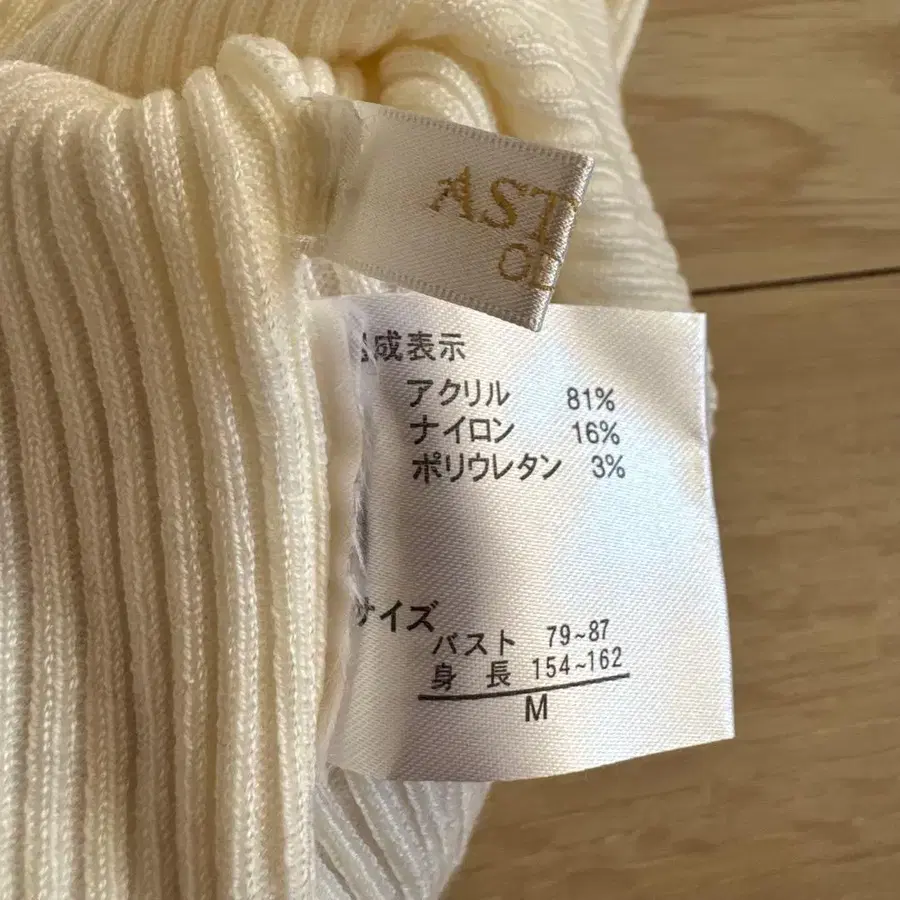 AST
成表示
アクリル 81%
ナイロン 16%
ポリウレタン 3%
サイズ
バスト 79~87
身長 154~162
M